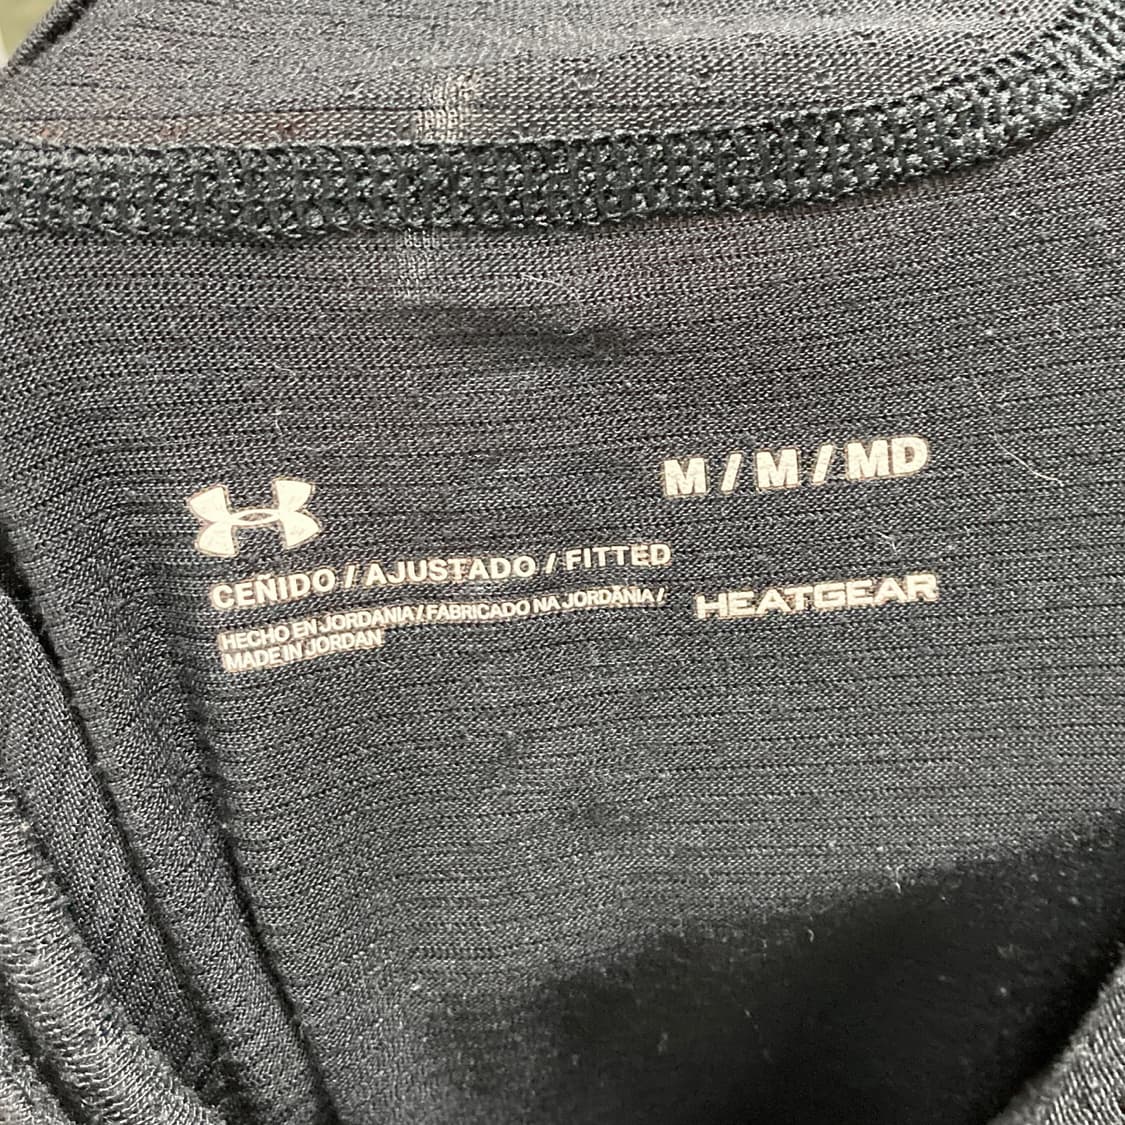 M / M / MD
CEÑIDO / AJUSTADO / FITTED
HECHO EN JORDANIA / FABRICADO NA JORDÂNIA /
MADE IN JORDAN
HEATGEAR